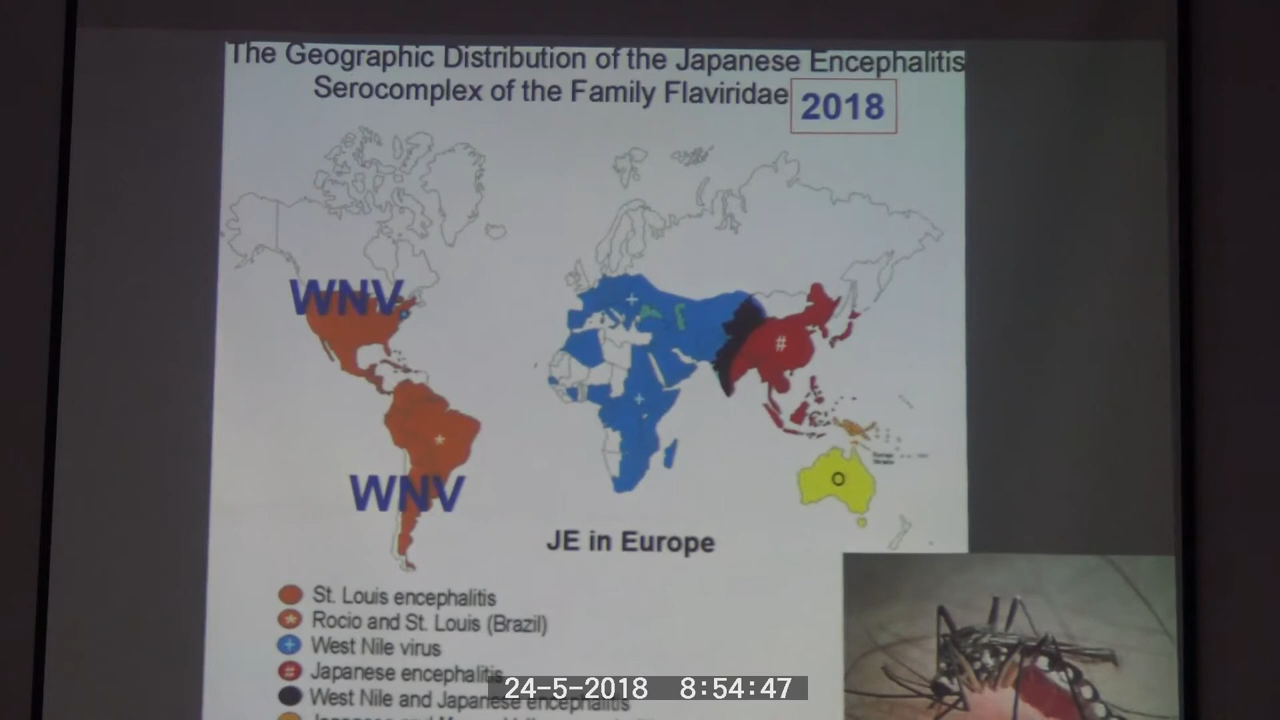 The Geographic Distribution of the Japanese Encephalitis
Serocomplex of the Family Flaviridae
2018
WNV
#
O
WNV
JE in Europe
St. Louis encephalitis
Rocio and St. Louis (Brazil)
West Nile virus
# Japanese encephalitis
West Nile and Japanese encephalitis
24-5-2018 8:54:47